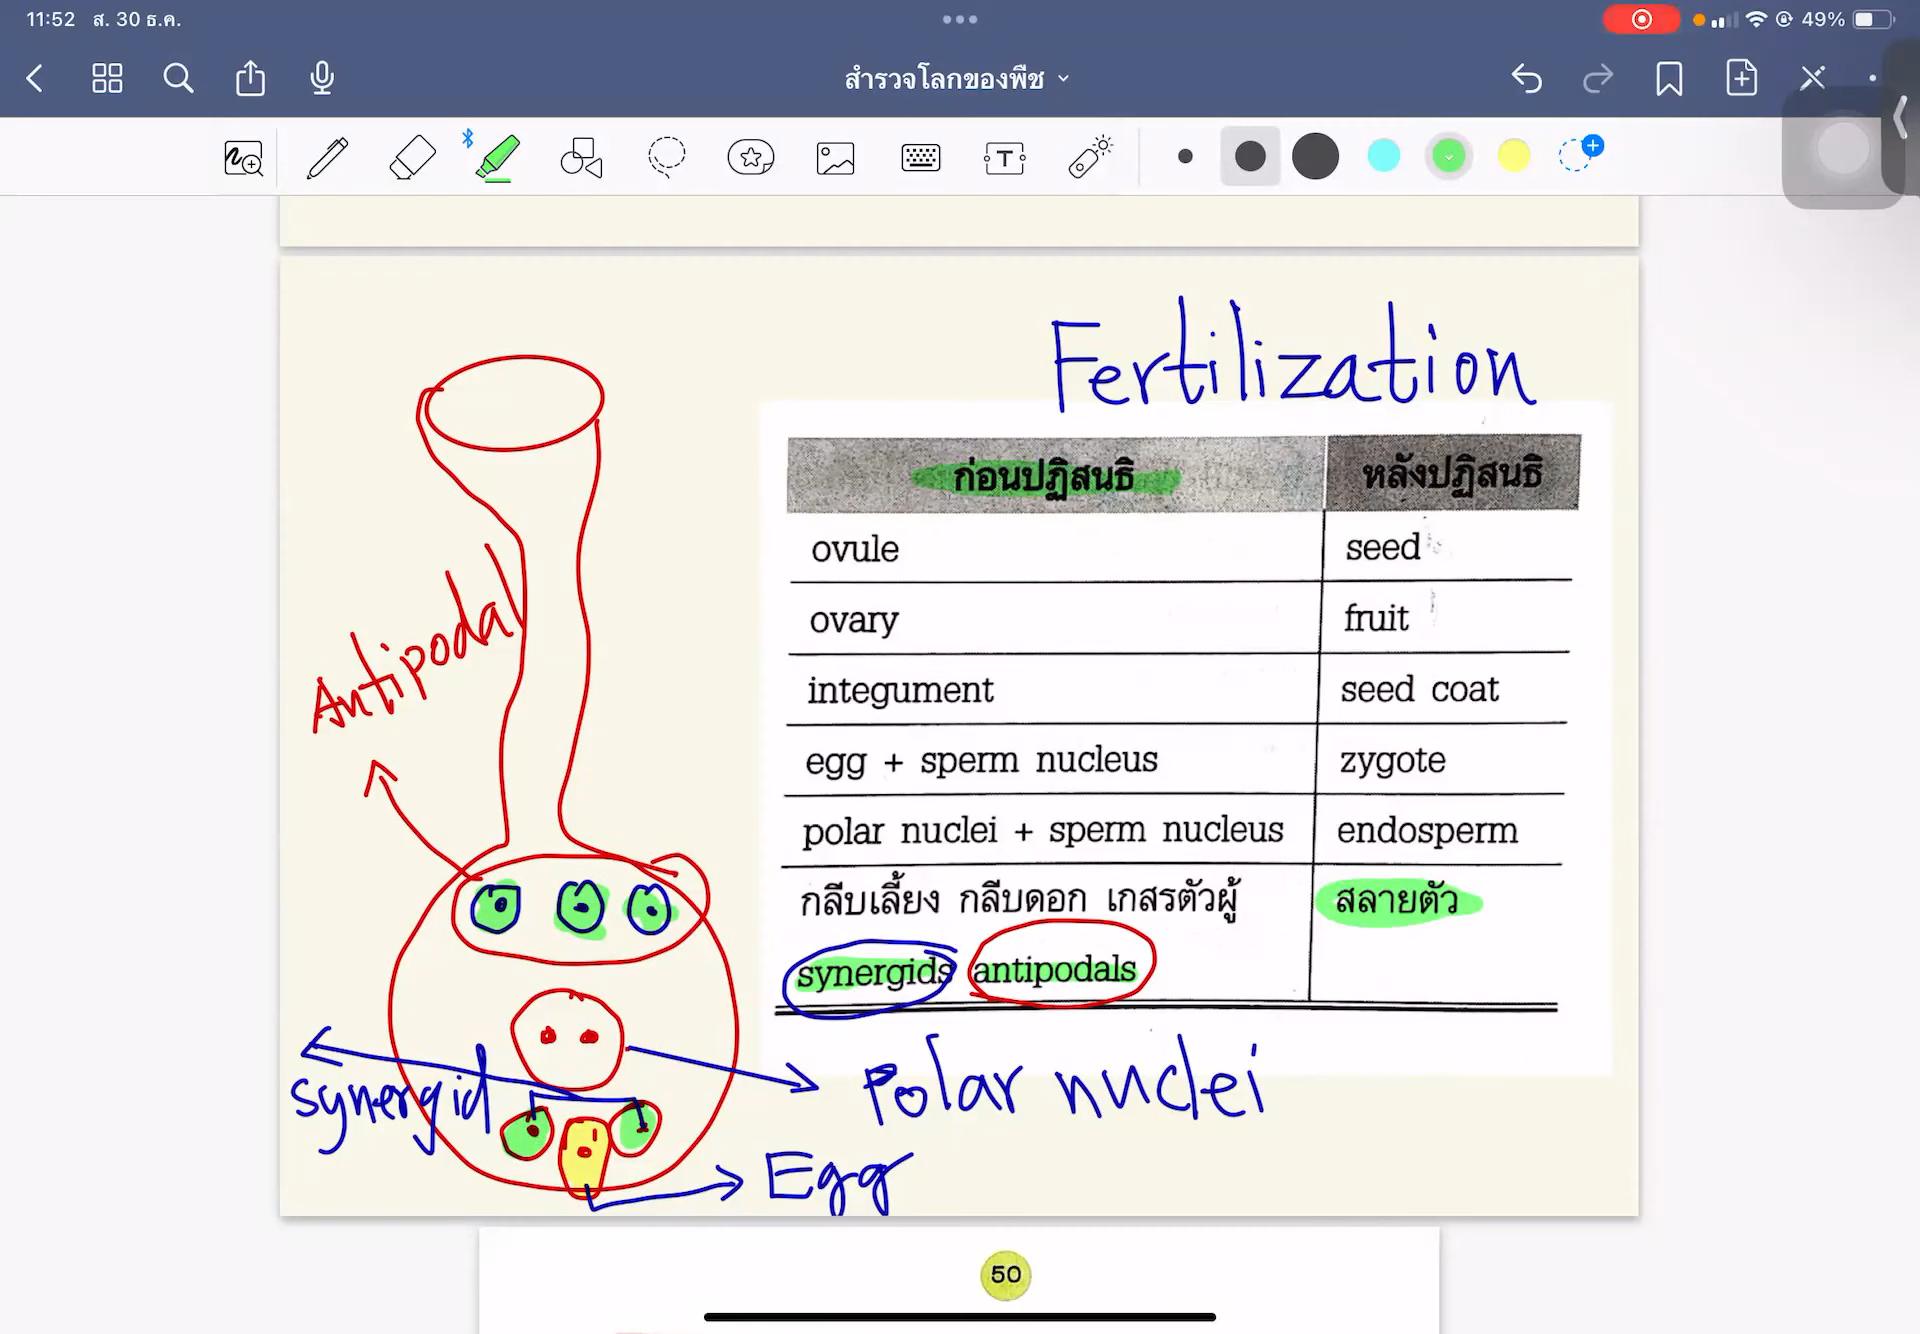 11:52 ส. 30 ธ.ค.
49%
สำรวจโลกของพืช
T
Fertilization
ก่อนปฏิสนธิ หลังปฏิสนธิ
ovule seed
ovary fruit
integument seed coat
egg + sperm nucleus zygote
polar nuclei + sperm nucleus endosperm
กลีบเลี้ยง กลีบดอก เกสรตัวผู้ สลายตัว
synergids antipodals
Antipodal
synergid
Polar nuclei
Egg
50